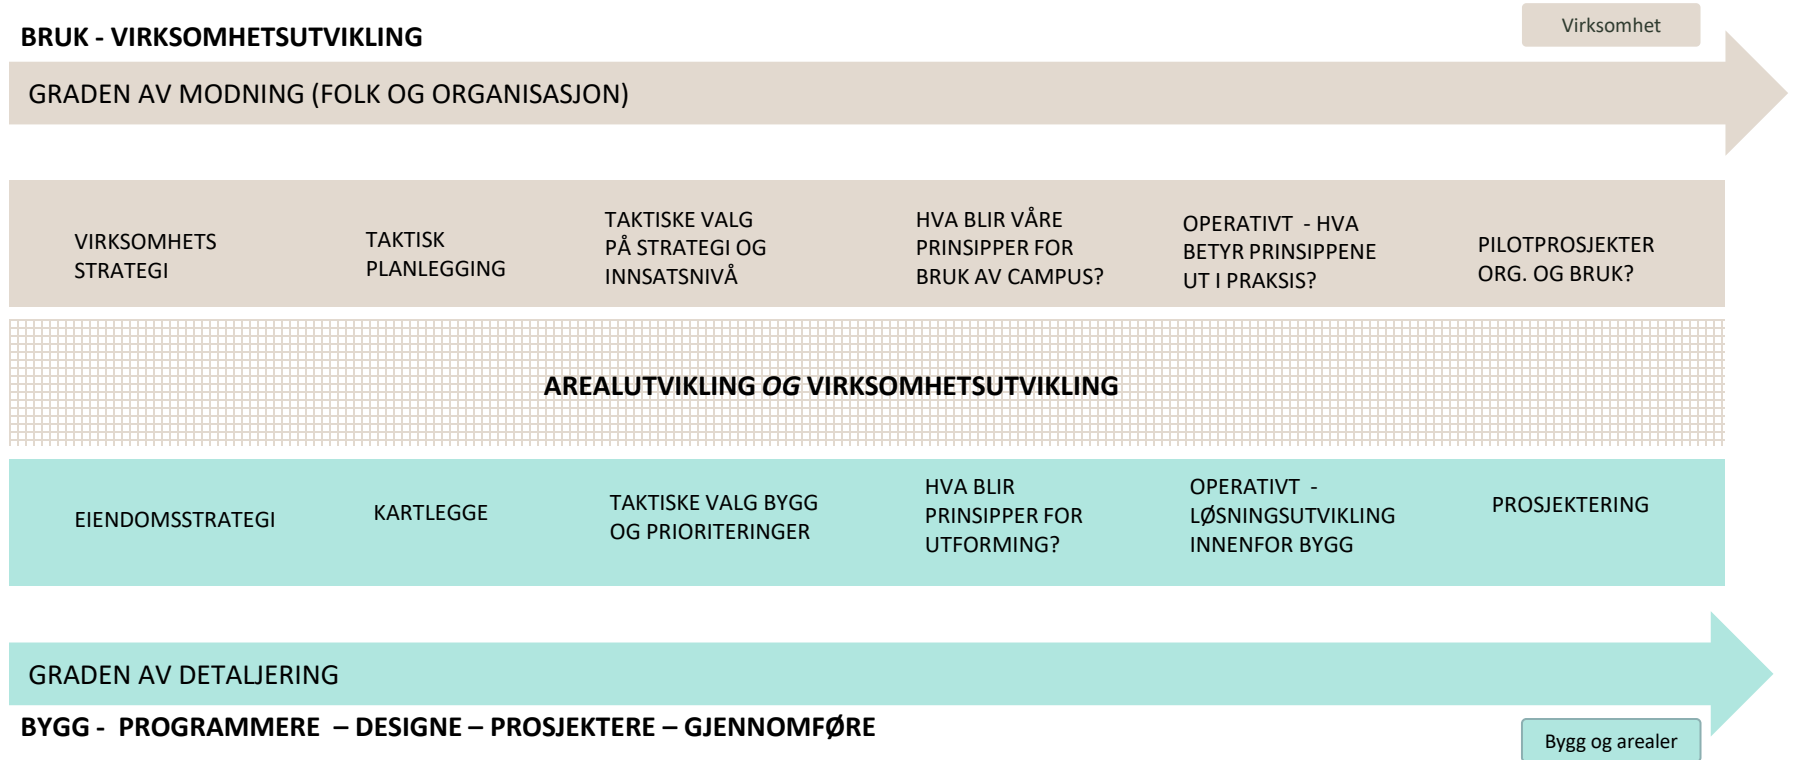 Virksomhet
BRUK - VIRKSOMHETSUTVIKLING
GRADEN AV MODNING (FOLK OG ORGANISASJON)
VIRKSOMHETS
STRATEGI
TAKTISK
PLANLEGGING
TAKTISKE VALG
PÅ STRATEGI OG
INNSATSNIVÅ
HVA BLIR VÅRE
PRINSIPPER FOR
BRUK AV CAMPUS?
OPERATIVT - HVA
BETYR PRINSIPPENE
UT I PRAKSIS?
PILOTPROSJEKTER
ORG. OG BRUK?
AREALUTVIKLING OG VIRKSOMHETSUTVIKLING
EIENDOMSSTRATEGI
KARTLEGGE
TAKTISKE VALG BYGG
OG PRIORITERINGER
HVA BLIR
PRINSIPPER FOR
UTFORMING?
OPERATIVT -
LØSNINGSUTVIKLING
INNENFOR BYGG
PROSJEKTERING
GRADEN AV DETALJERING
BYGG - PROGRAMMERE – DESIGNE – PROSJEKTERE – GJENNOMFØRE
Bygg og arealer